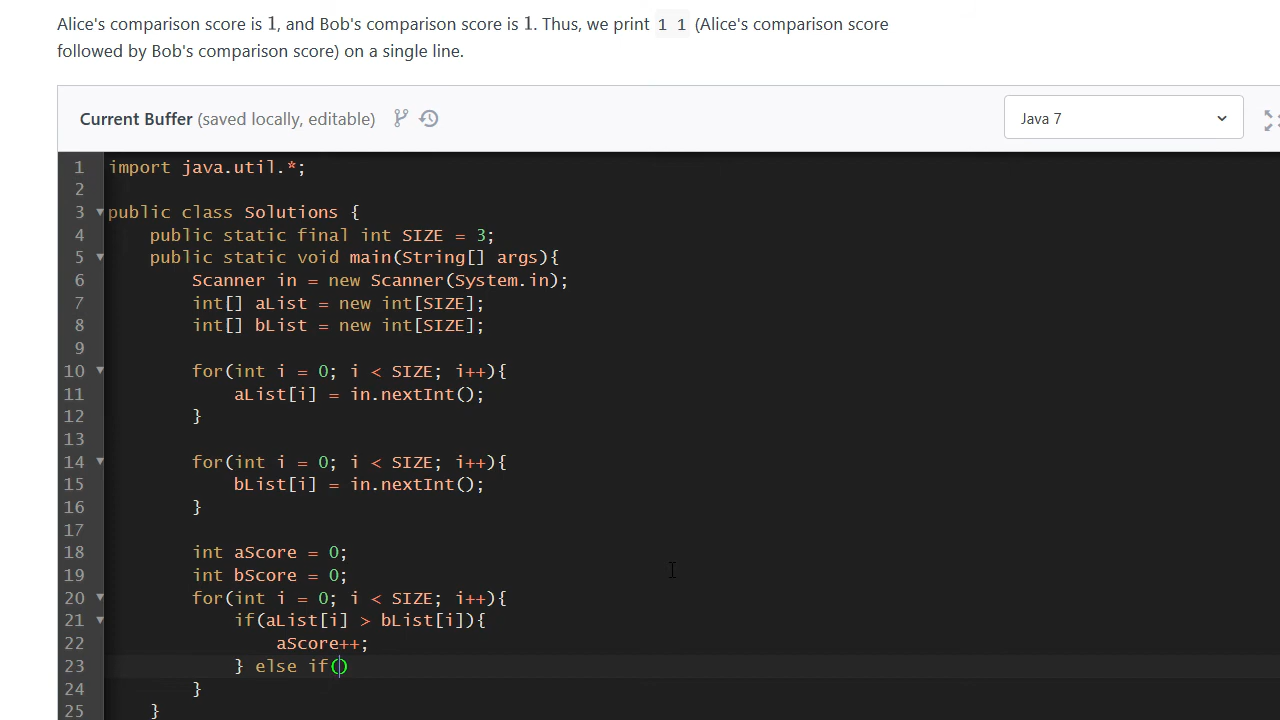 Alice's comparison score is 1, and Bob's comparison score is 1. Thus, we print 1 1 (Alice's comparison score
followed by Bob's comparison score) on a single line.
Current Buffer (saved locally, editable)
Java 7
1 import java.util.*;
2
3 public class Solutions {
4     public static final int SIZE = 3;
5     public static void main(String[] args){
6         Scanner in = new Scanner(System.in);
7         int[] aList = new int[SIZE];
8         int[] bList = new int[SIZE];
9
10         for(int i = 0; i < SIZE; i++){
11             aList[i] = in.nextInt();
12         }
13
14         for(int i = 0; i < SIZE; i++){
15             bList[i] = in.nextInt();
16         }
17
18         int aScore = 0;
19         int bScore = 0;
20         for(int i = 0; i < SIZE; i++){
21             if(aList[i] > bList[i]){
22                 aScore++;
23             } else if()
24         }
25     }